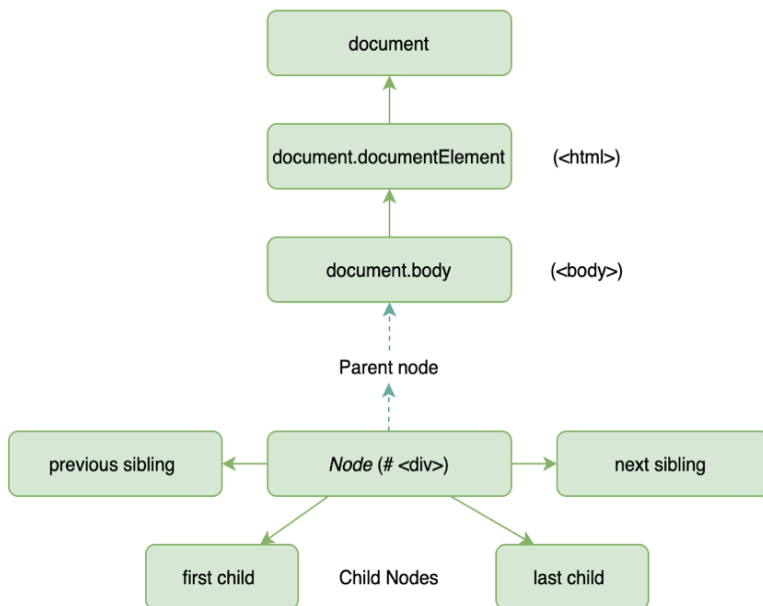 document
document.documentElement
(<html>)
document.body
(<body>)
Parent node
previous sibling
Node (# <div>)
next sibling
first child
Child Nodes
last child